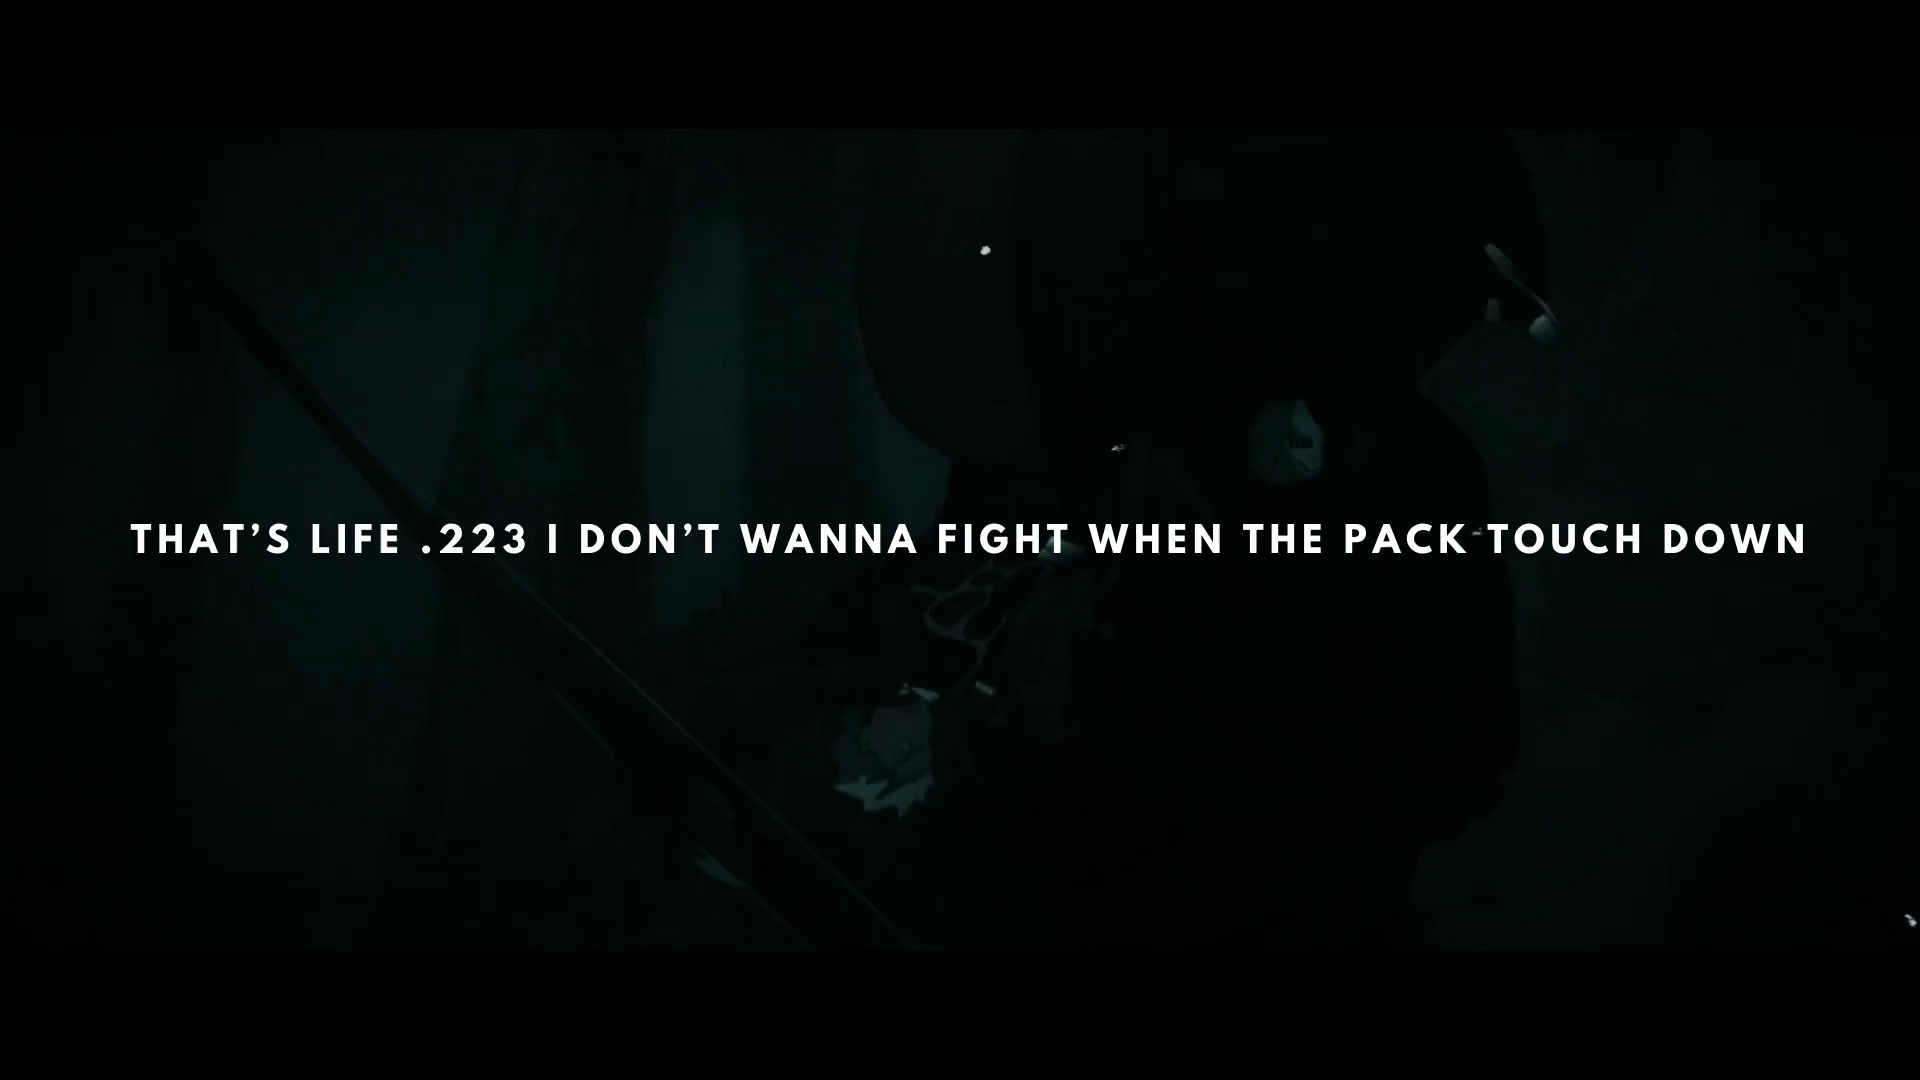 THAT’S LIFE .223 I DON’T WANNA FIGHT WHEN THE PACK TOUCH DOWN